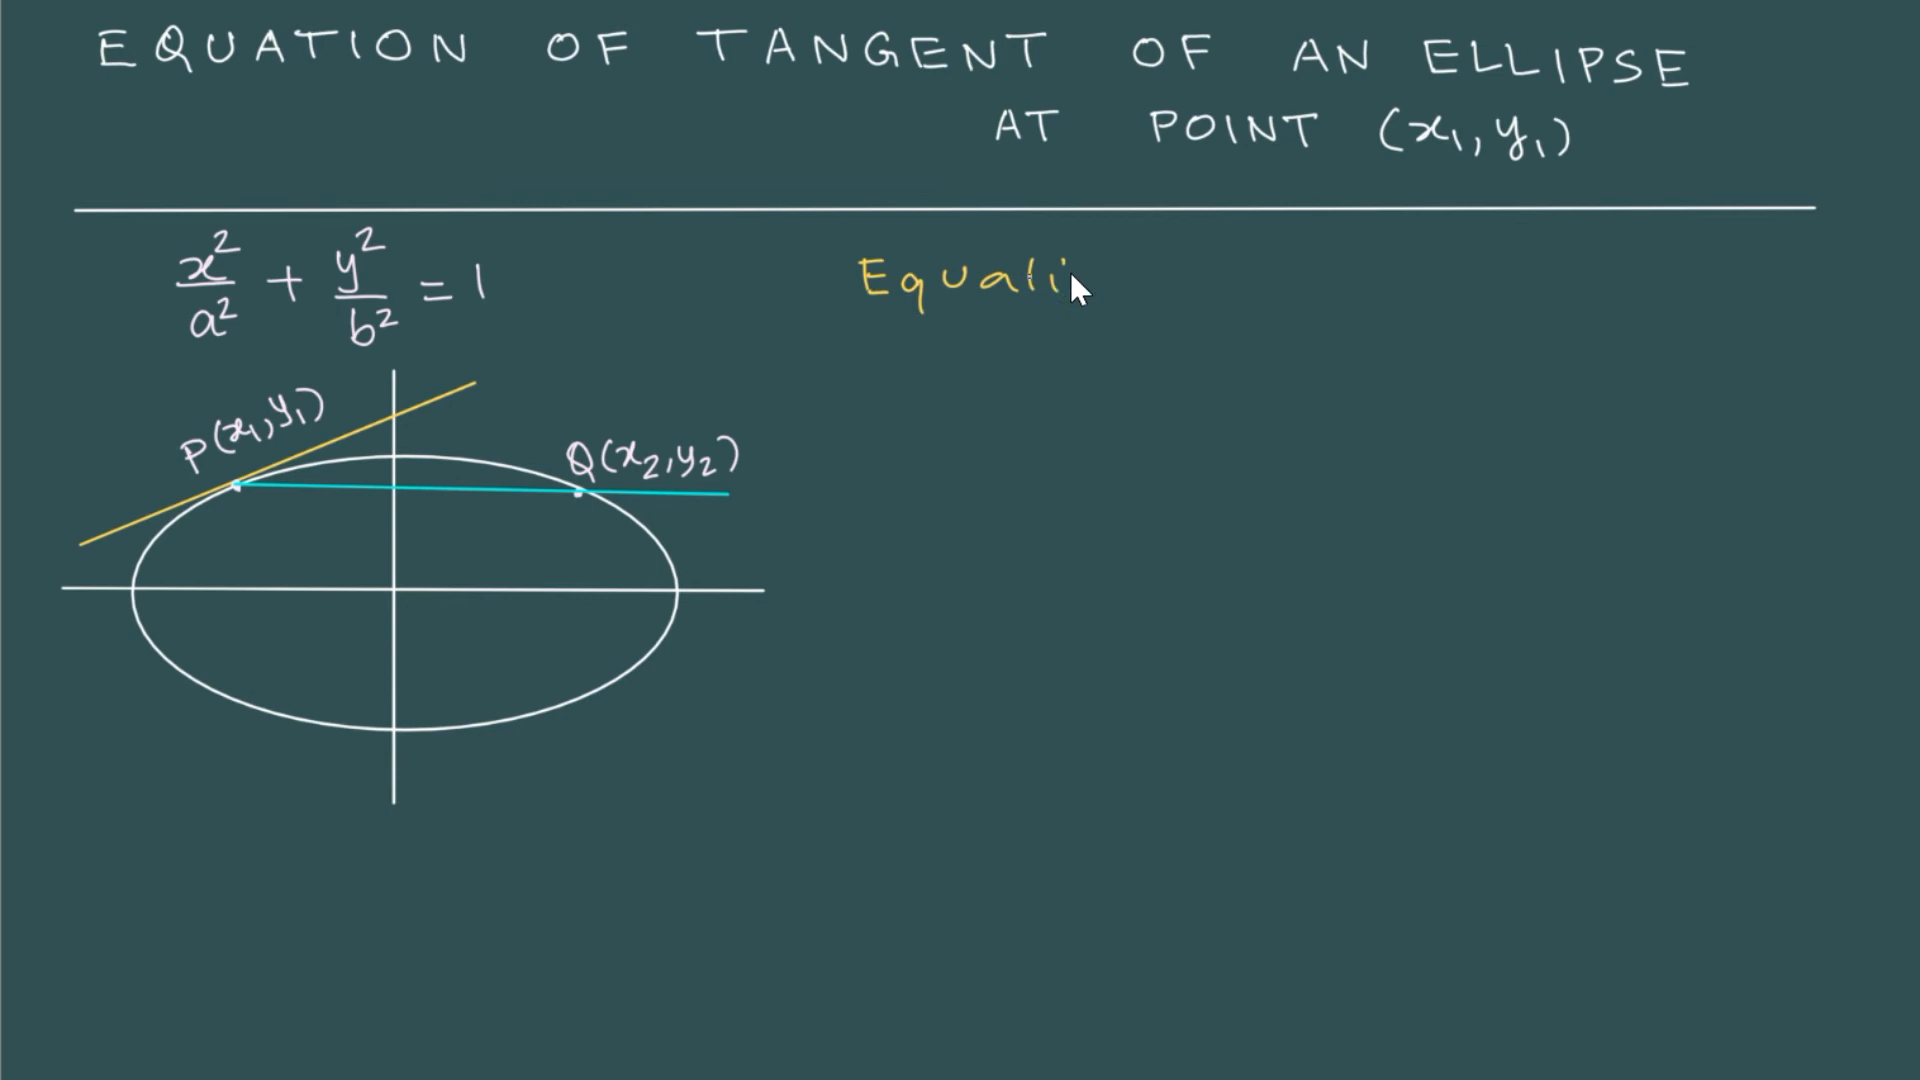 EQUATION OF TANGENT OF AN ELLIPSE
AT POINT (x₁, y₁)
x²/a² + y²/b² = 1
Equati
P(x₁, y₁)
Q(x₂, y₂)